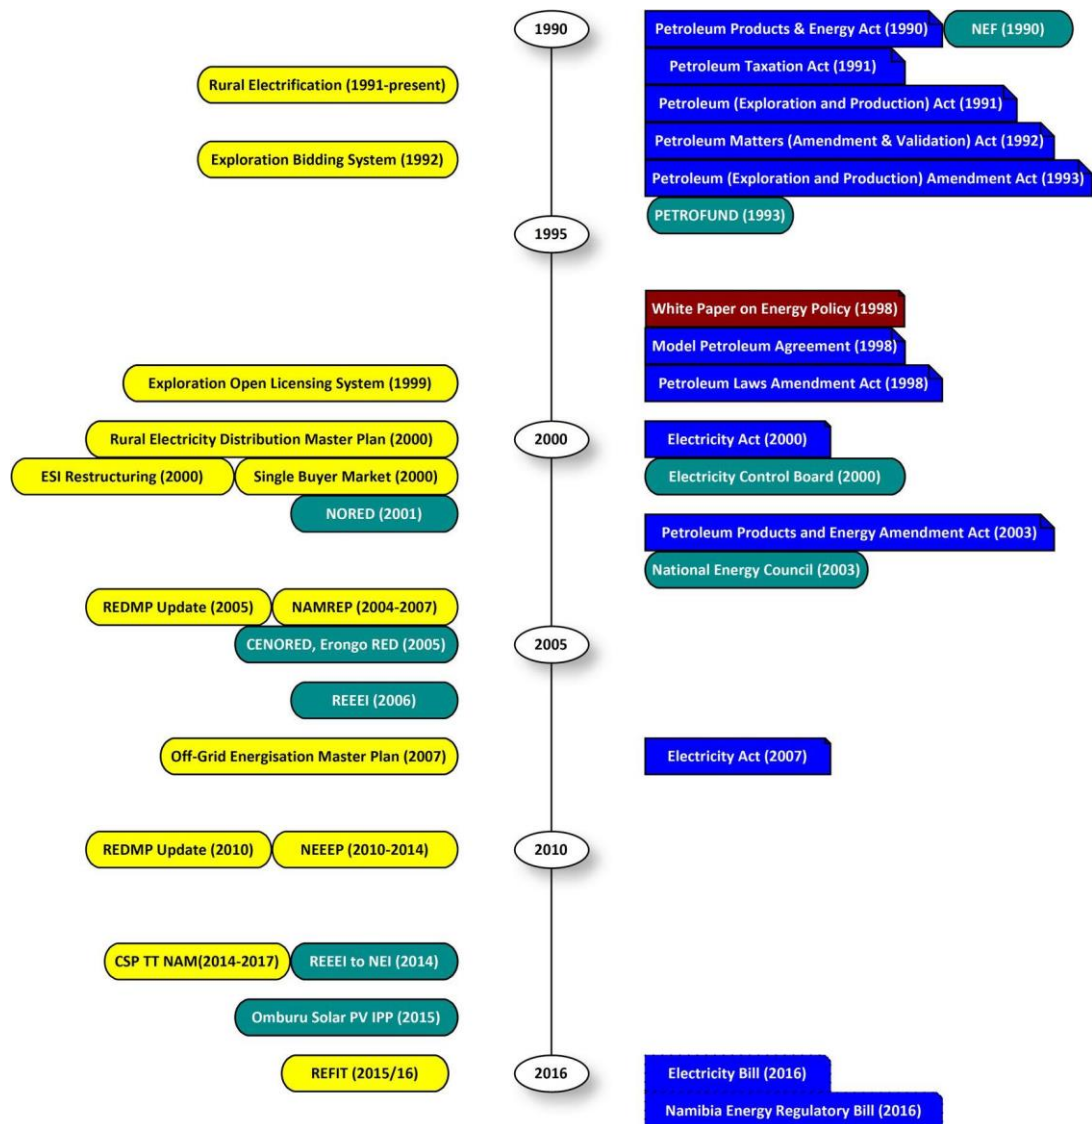 1990
Petroleum Products & Energy Act (1990)
NEF (1990)
Petroleum Taxation Act (1991)
Rural Electrification (1991-present)
Petroleum (Exploration and Production) Act (1991)
Petroleum Matters (Amendment & Validation) Act (1992)
Exploration Bidding System (1992)
Petroleum (Exploration and Production) Amendment Act (1993)
PETROFUND (1993)
1995
White Paper on Energy Policy (1998)
Model Petroleum Agreement (1998)
Exploration Open Licensing System (1999)
Petroleum Laws Amendment Act (1998)
Rural Electricity Distribution Master Plan (2000)
2000
Electricity Act (2000)
ESI Restructuring (2000)
Single Buyer Market (2000)
Electricity Control Board (2000)
NORED (2001)
Petroleum Products and Energy Amendment Act (2003)
National Energy Council (2003)
REDMP Update (2005)
NAMREP (2004-2007)
CENORED, Erongo RED (2005)
2005
REEEI (2006)
Off-Grid Energisation Master Plan (2007)
Electricity Act (2007)
REDMP Update (2010)
NEEEP (2010-2014)
2010
CSP TT NAM(2014-2017)
REEEI to NEI (2014)
Omburu Solar PV IPP (2015)
REFIT (2015/16)
2016
Electricity Bill (2016)
Namibia Energy Regulatory Bill (2016)